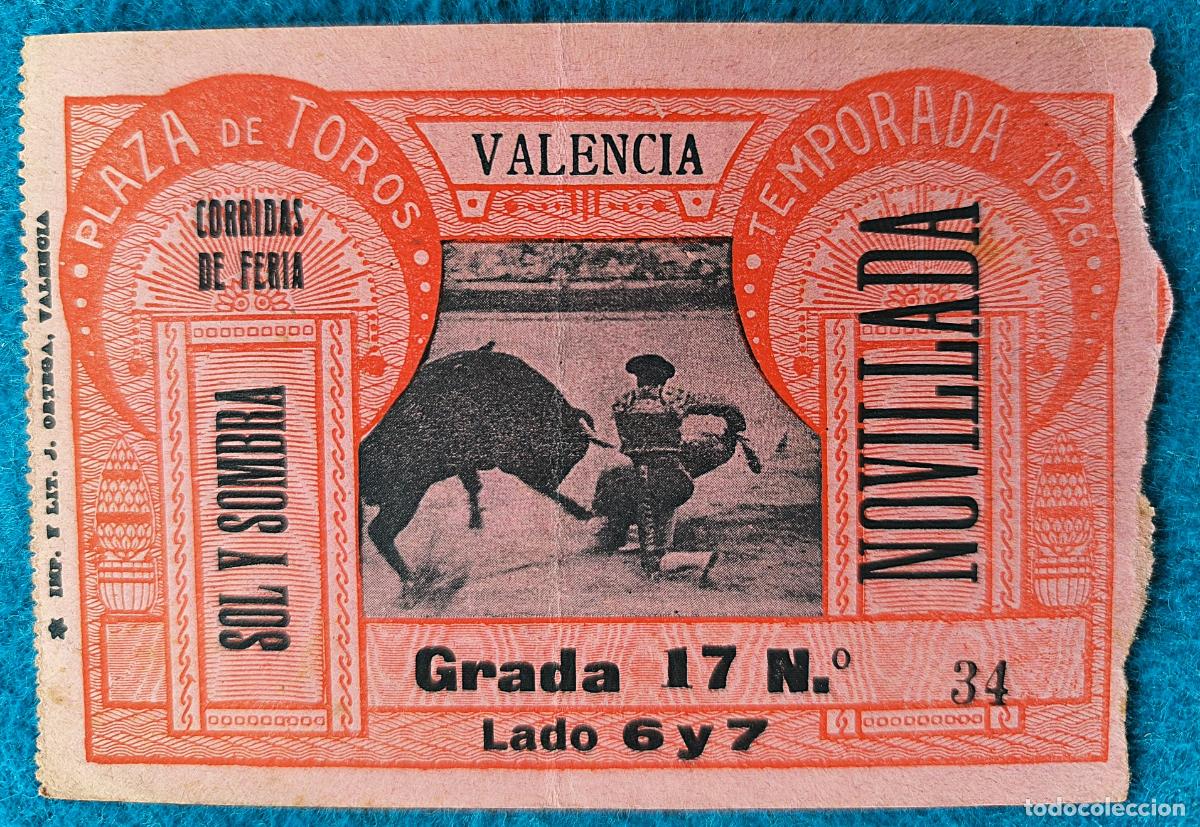 PLAZA DE TOROS
VALENCIA
TEMPORADA 1926
CORRIDAS
DE FERIA
SOL Y SOMBRA
NOVILLADA
Grada 17 N.º 34
Lado 6 y 7
* IMP. Y LIT. J. ORTEGA, VALENCIA
todocoleccion